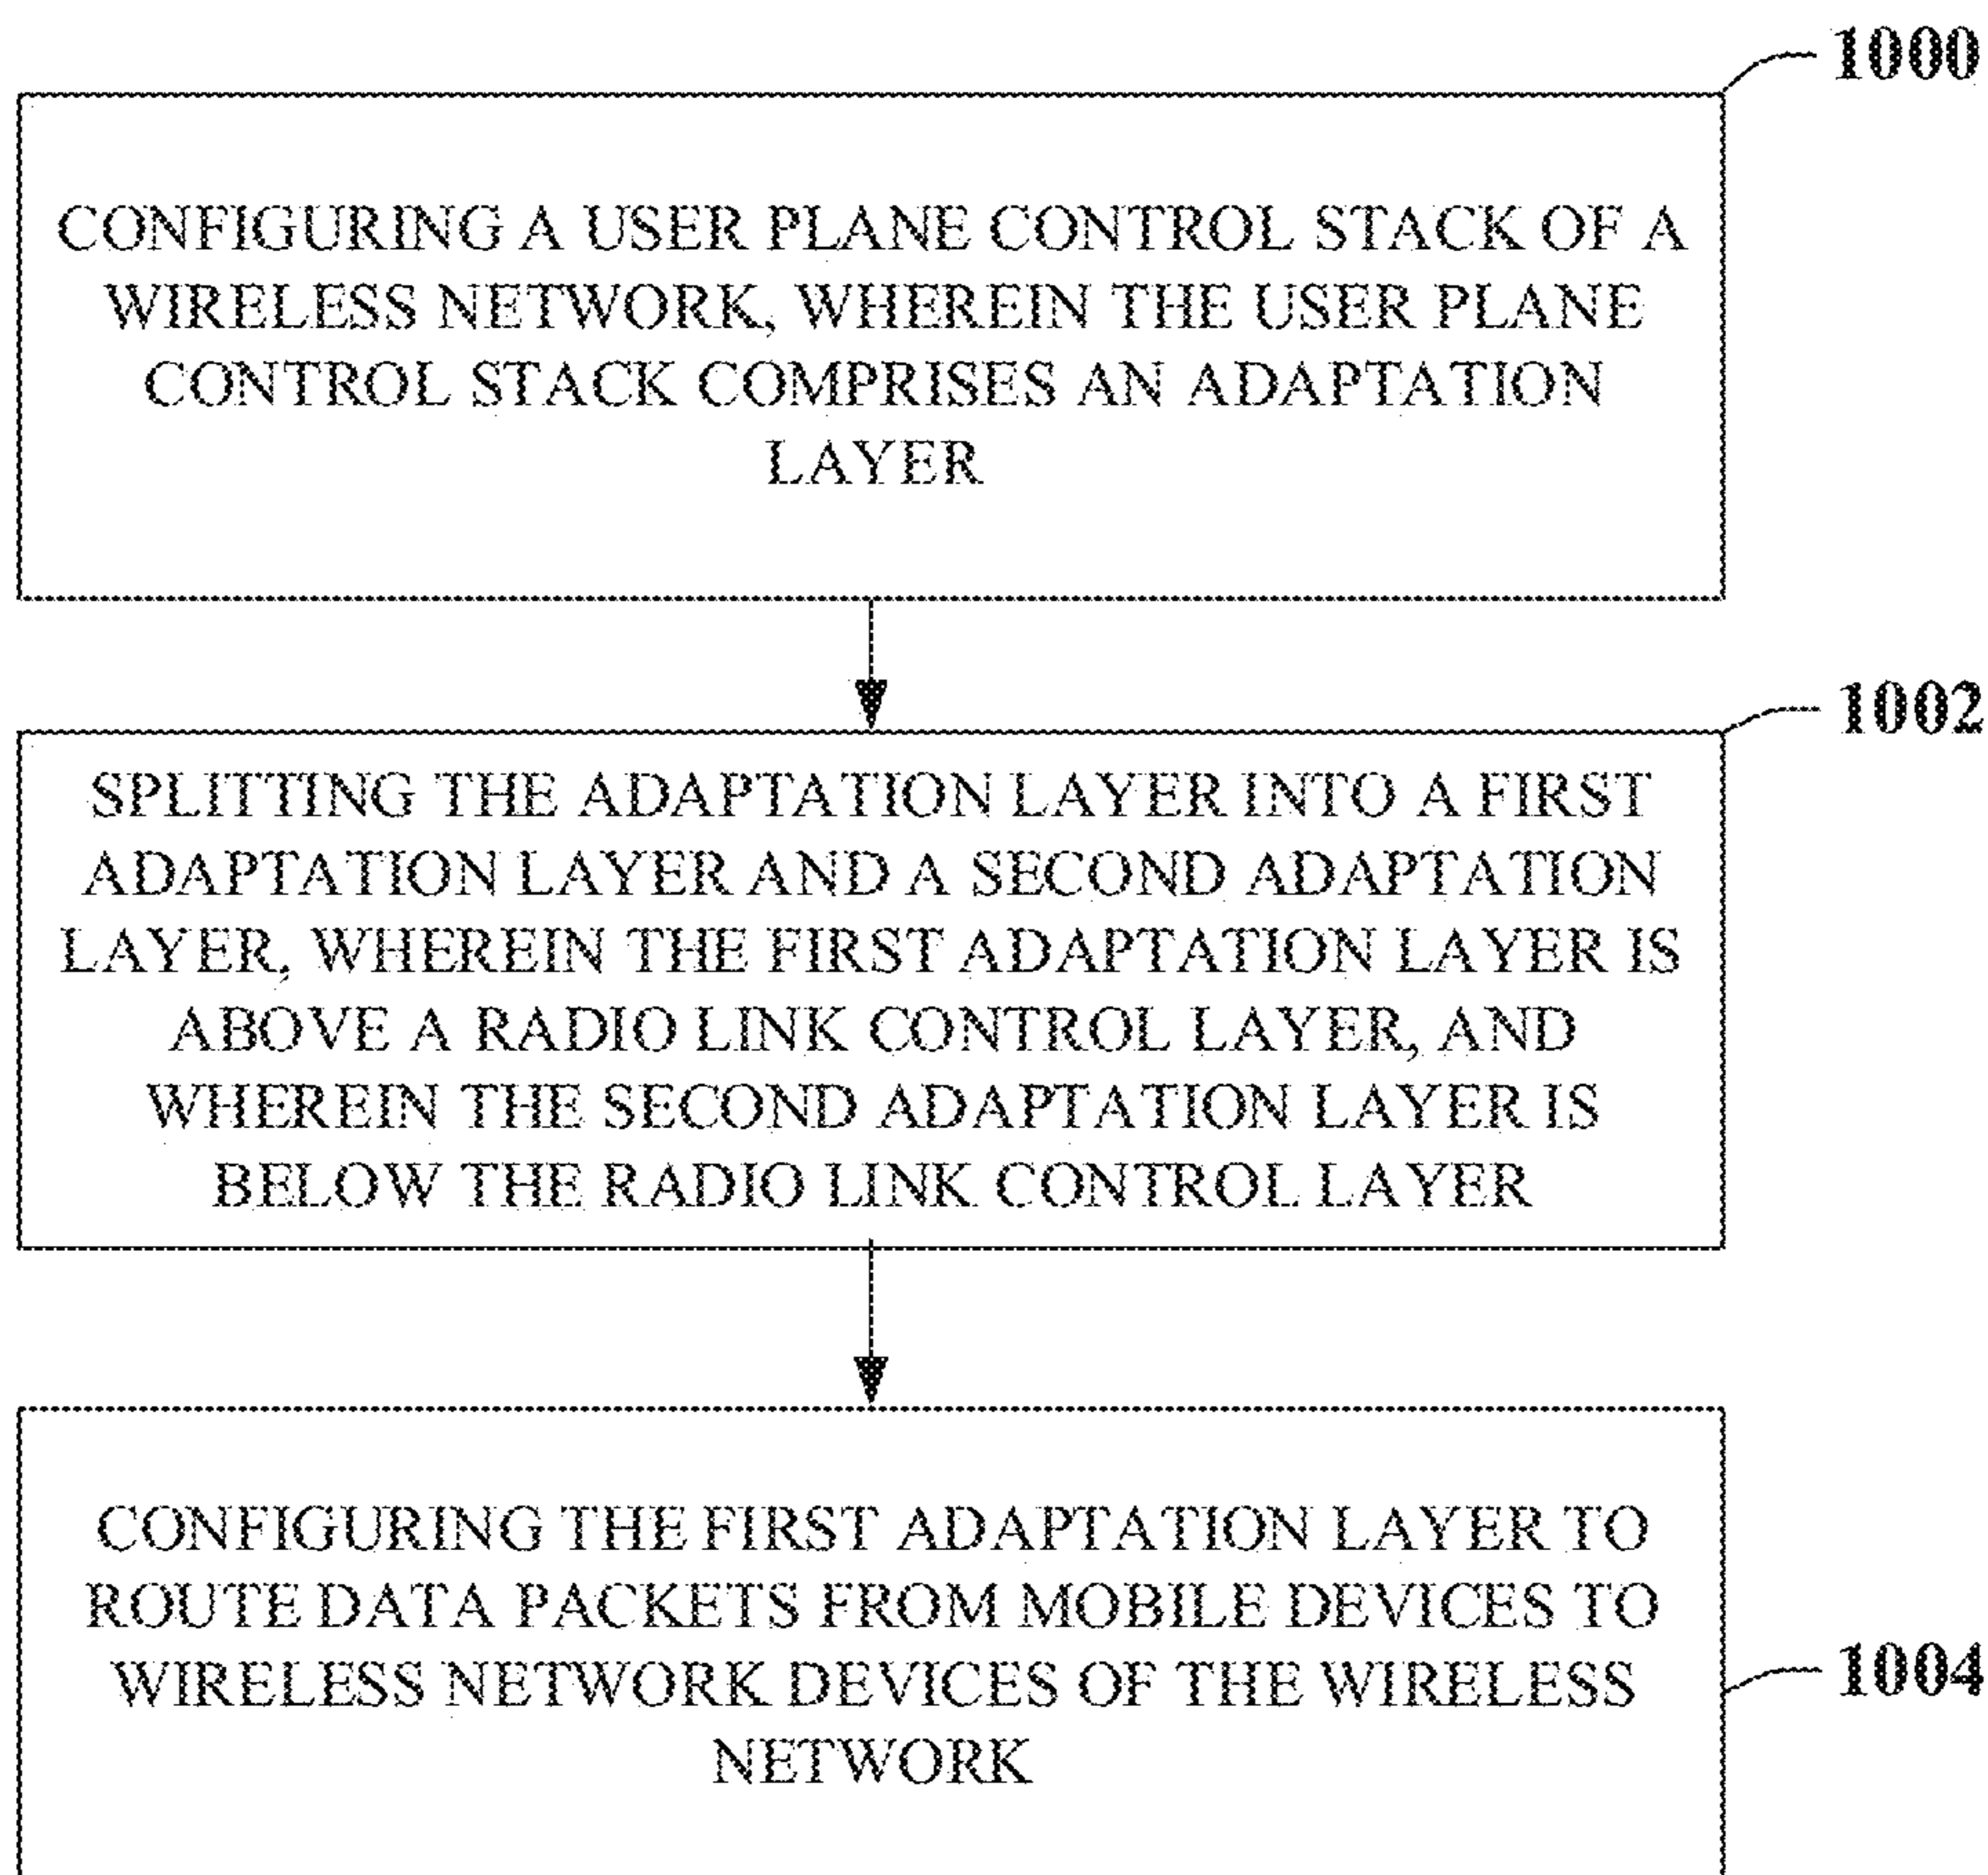 1000
CONFIGURING A USER PLANE CONTROL STACK OF A
WIRELESS NETWORK, WHEREIN THE USER PLANE
CONTROL STACK COMPRISES AN ADAPTATION
LAYER
1002
SPLITTING THE ADAPTATION LAYER INTO A FIRST
ADAPTATION LAYER AND A SECOND ADAPTATION
LAYER, WHEREIN THE FIRST ADAPTATION LAYER IS
ABOVE A RADIO LINK CONTROL LAYER, AND
WHEREIN THE SECOND ADAPTATION LAYER IS
BELOW THE RADIO LINK CONTROL LAYER
CONFIGURING THE FIRST ADAPTATION LAYER TO
ROUTE DATA PACKETS FROM MOBILE DEVICES TO
WIRELESS NETWORK DEVICES OF THE WIRELESS
NETWORK
1004